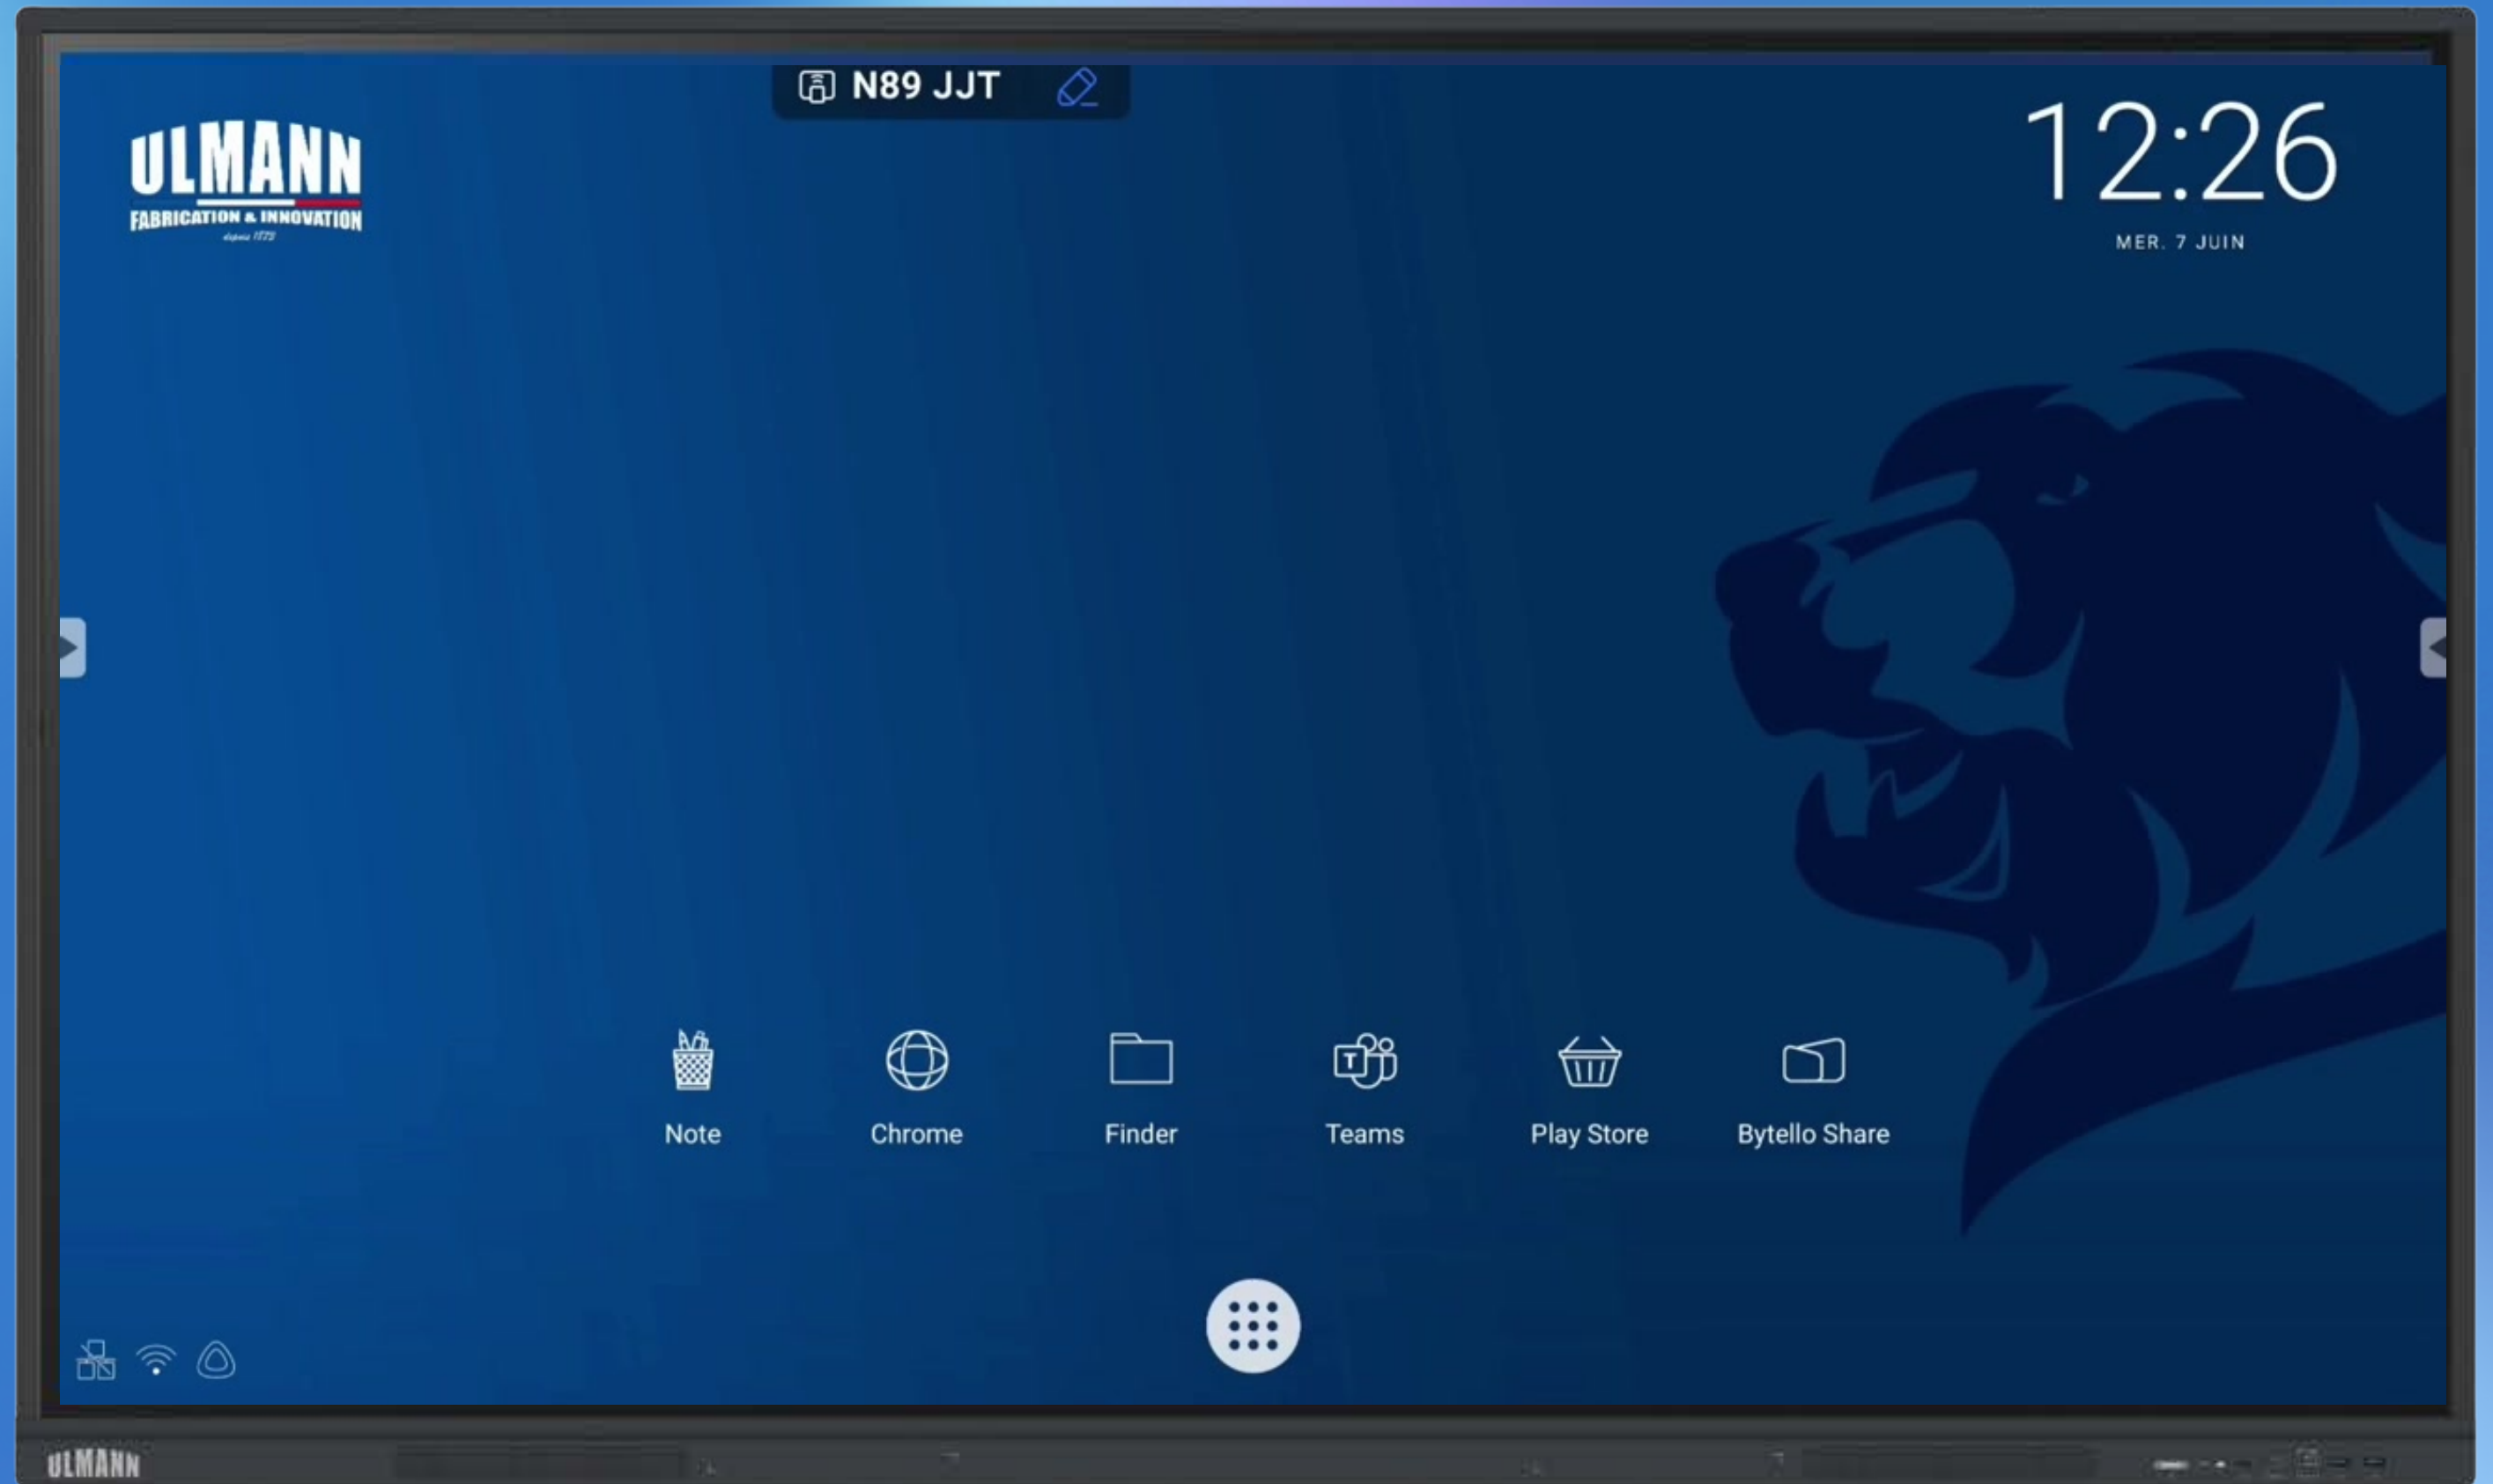 N89 JJT
ULMANN
FABRICATION & INNOVATION
12:26
MER. 7 JUIN
Note
Chrome
Finder
T
Teams
Play Store
Bytello Share
ULMANN